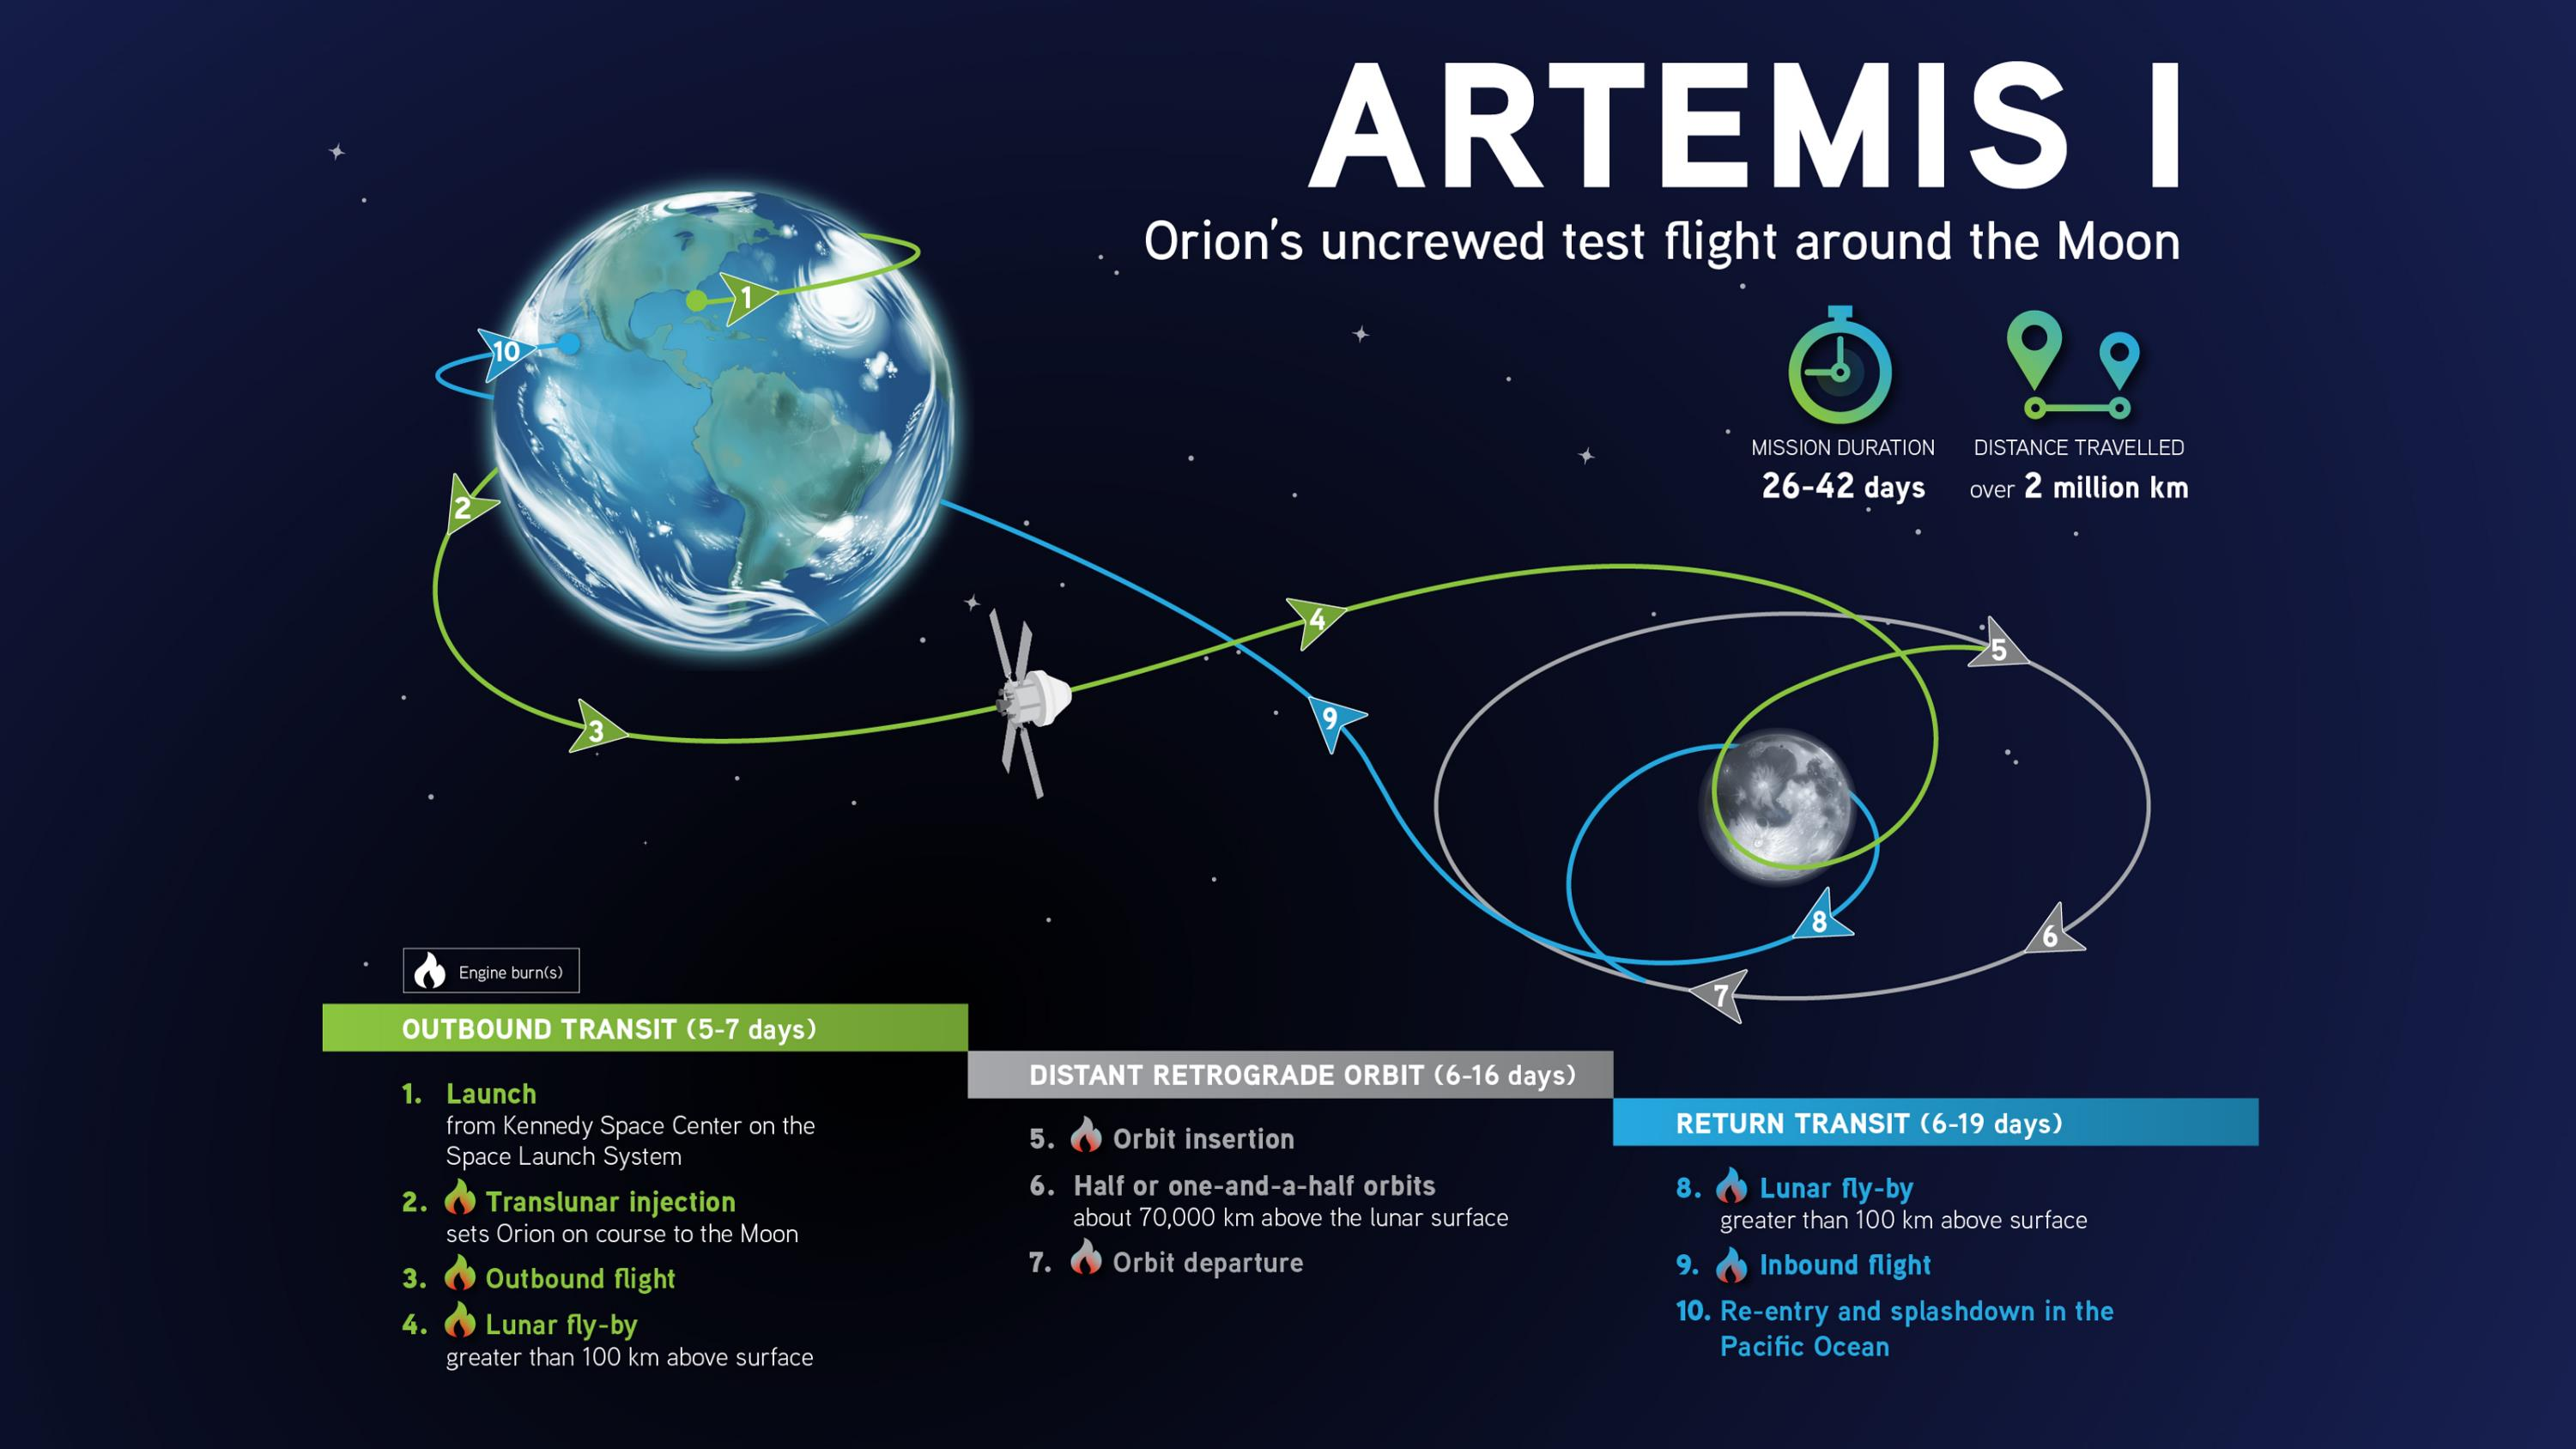 ARTEMIS I
Orion's uncrewed test flight around the Moon
MISSION DURATION
26-42 days
DISTANCE TRAVELLED
over 2 million km
1
2
3
4
5
6
7
8
9
10
Engine burn(s)
OUTBOUND TRANSIT (5-7 days)
1. Launch
from Kennedy Space Center on the
Space Launch System
2. Translunar injection
sets Orion on course to the Moon
3. Outbound flight
4. Lunar fly-by
greater than 100 km above surface
DISTANT RETROGRADE ORBIT (6-16 days)
5. Orbit insertion
6. Half or one-and-a-half orbits
about 70,000 km above the lunar surface
7. Orbit departure
RETURN TRANSIT (6-19 days)
8. Lunar fly-by
greater than 100 km above surface
9. Inbound flight
10. Re-entry and splashdown in the
Pacific Ocean